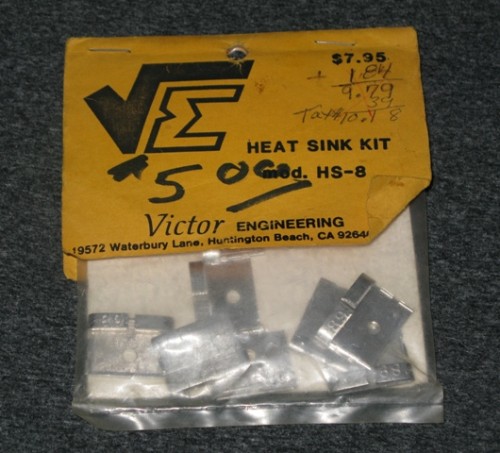 $7.95
+ 1.84
9.79
39
Tax $10.18
VE
HEAT SINK KIT
$5.00
mod. HS-8
Victor ENGINEERING
19572 Waterbury Lane, Huntington Beach, CA 92646